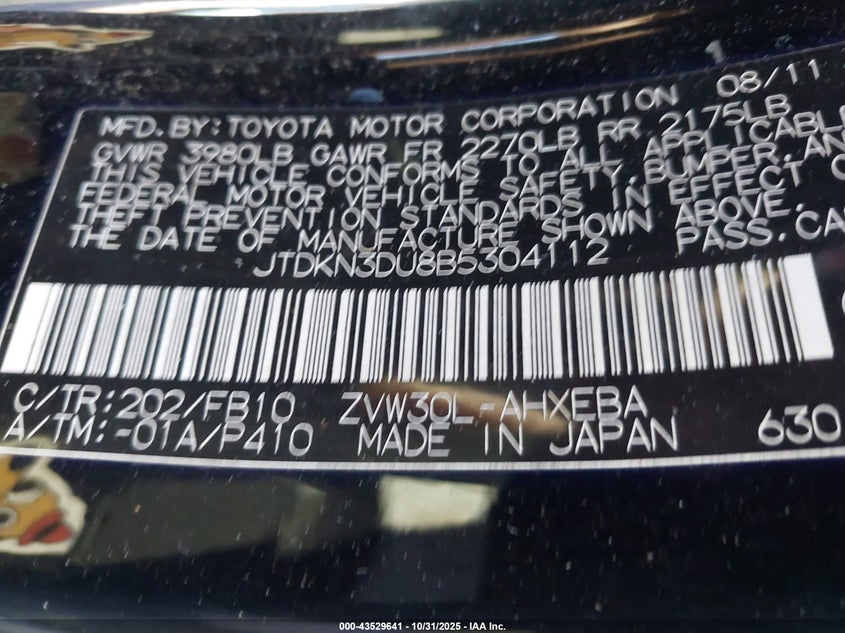 08/11
MFD.BY:TOYOTA MOTOR CORPORATION
GVWR 3980LB GAWR FR 2270LB RR 2175LB
THIS VEHICLE CONFORMS TO ALL APPLICABLE
FEDERAL MOTOR VEHICLE SAFETY,BUMPER,AN
THEFT PREVENTION STANDARDS IN EFFECT O
THE DATE OF MANUFACTURE SHOWN ABOVE.
JTDKN3DU8B5304112 PASS.CA
C/TR:202/FB10 ZVW30L-AHXEBA
A/TM:-01A/P410 MADE IN JAPAN 630
000-43529641 - 10/31/2025 - IAA Inc.